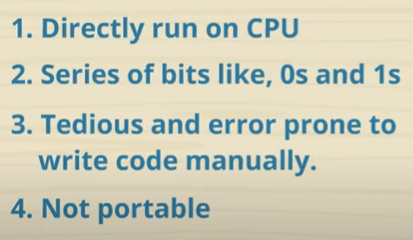 1. Directly run on CPU
2. Series of bits like, 0s and 1s
3. Tedious and error prone to
write code manually.
4. Not portable